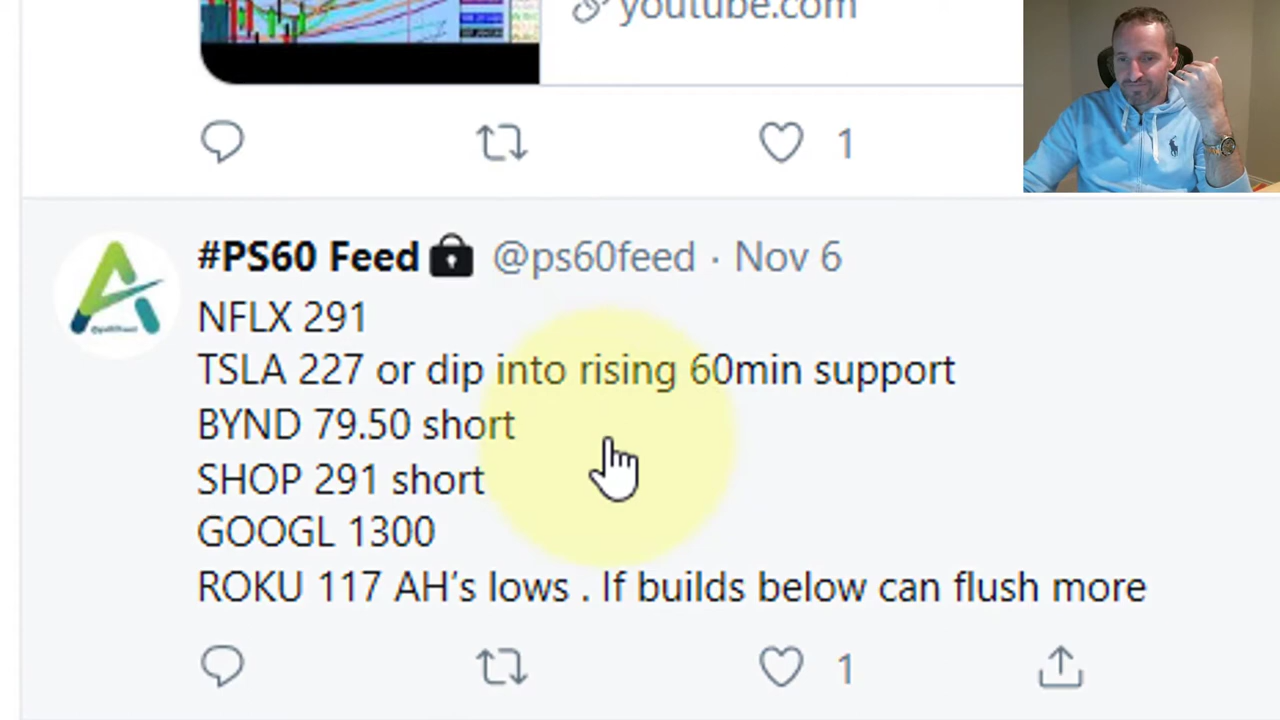 youtube.com
1
#PS60 Feed🔒 @ps60feed · Nov 6
NFLX 291
TSLA 227 or dip into rising 60min support
BYND 79.50 short
SHOP 291 short
GOOGL 1300
ROKU 117 AH’s lows . If builds below can flush more
1